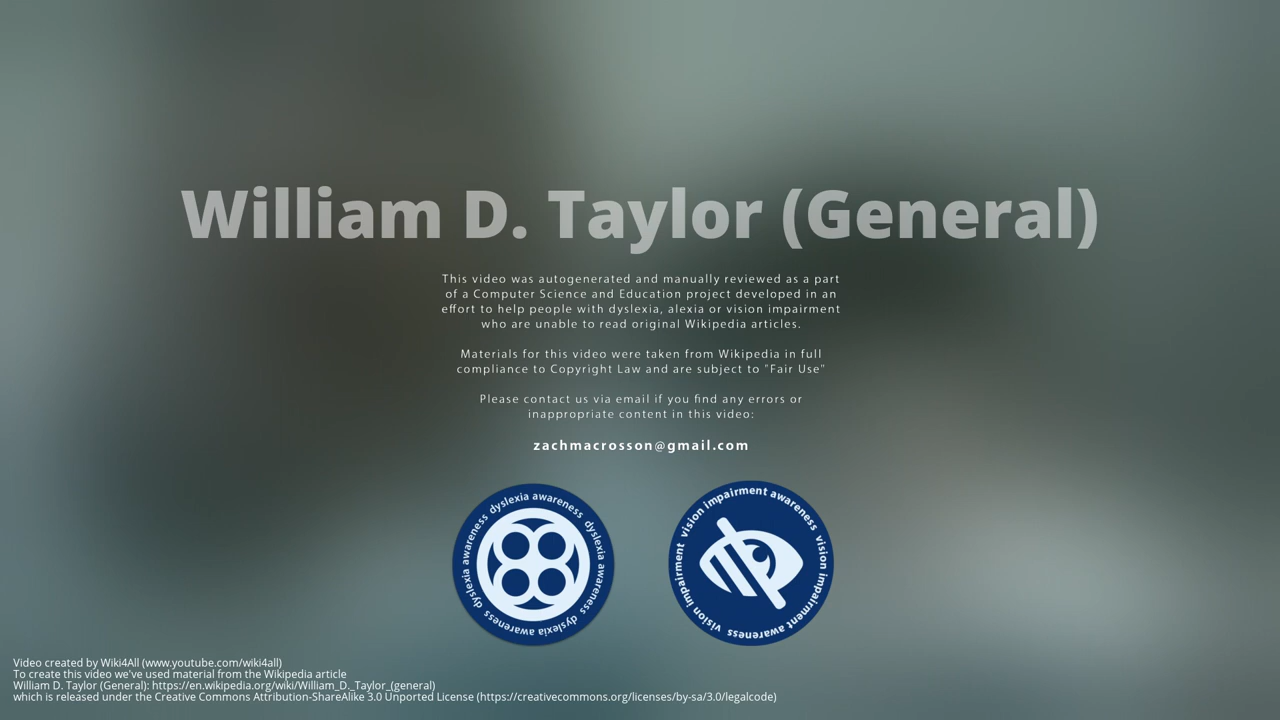 William D. Taylor (General)
This video was autogenerated and manually reviewed as a part
of a Computer Science and Education project developed in an
effort to help people with dyslexia, alexia or vision impairment
who are unable to read original Wikipedia articles.
Materials for this video were taken from Wikipedia in full
compliance to Copyright Law and are subject to "Fair Use"
Please contact us via email if you find any errors or
inappropriate content in this video:
zachmacrosson@gmail.com
dyslexia awareness dyslexia awareness dyslexia awareness dyslexia awareness
vision impairment awareness vision impairment awareness vision impairment
Video created by Wiki4All (www.youtube.com/wiki4all)
To create this video we've used material from the Wikipedia article
William D. Taylor (General): https://en.wikipedia.org/wiki/William_D._Taylor_(general)
which is released under the Creative Commons Attribution-ShareAlike 3.0 Unported License (https://creativecommons.org/licenses/by-sa/3.0/legalcode)